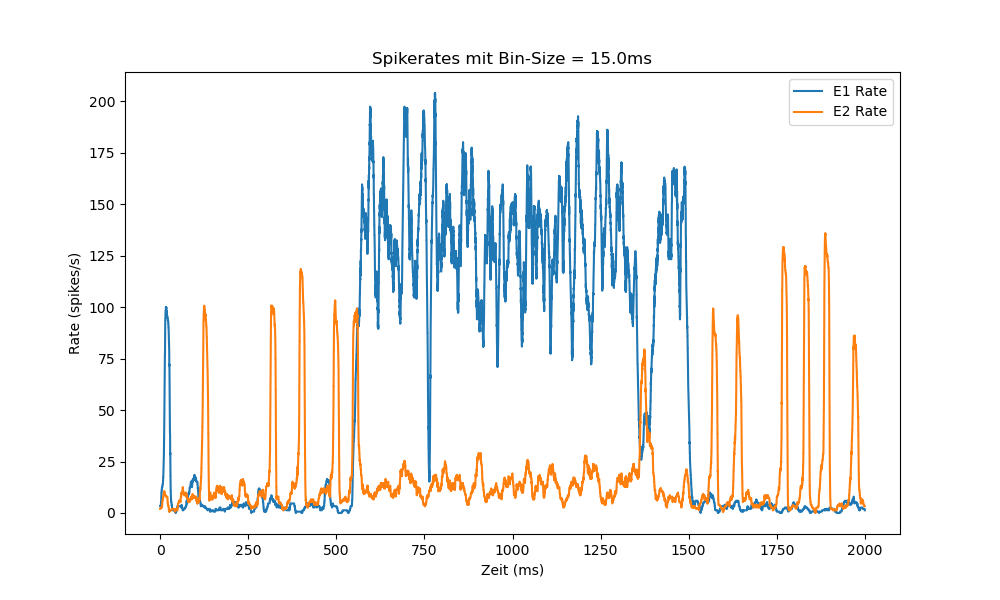 Spikerates mit Bin-Size = 15.0ms
E1 Rate
E2 Rate
200
175
150
125
100
75
50
25
0
Rate (spikes/s)
0 250 500 750 1000 1250 1500 1750 2000
Zeit (ms)